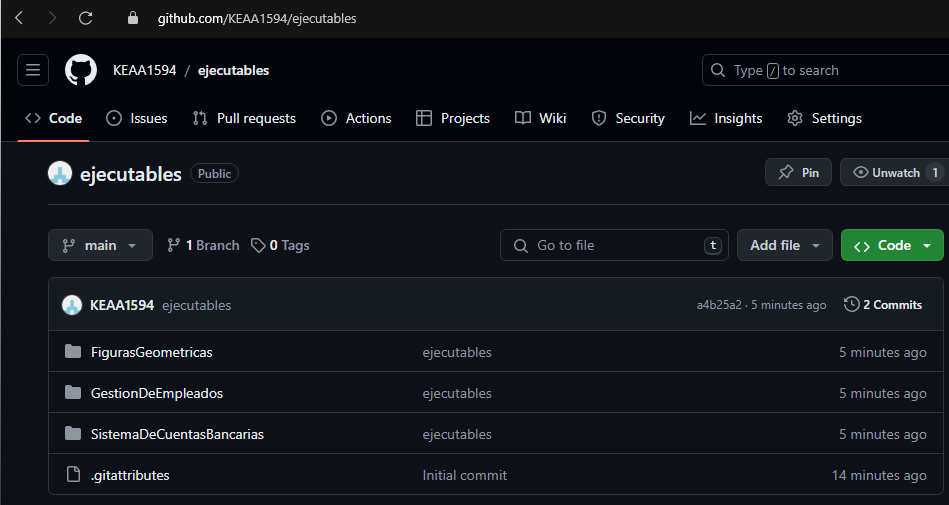 github.com/KEAA1594/ejecutables
KEAA1594 / ejecutables
Type / to search
Code Issues Pull requests Actions Projects Wiki Security Insights Settings
ejecutables Public Pin Unwatch 1
main 1 Branch 0 Tags Go to file t Add file Code
KEAA1594 ejecutables a4b25a2 · 5 minutes ago 2 Commits
FigurasGeometricas ejecutables 5 minutes ago
GestionDeEmpleados ejecutables 5 minutes ago
SistemaDeCuentasBancarias ejecutables 5 minutes ago
.gitattributes Initial commit 14 minutes ago